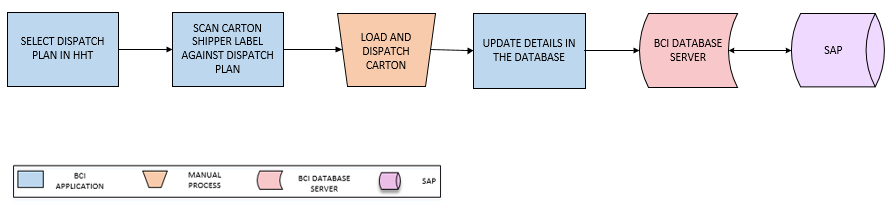 SELECT DISPATCH
PLAN IN HHT
SCAN CARTON
SHIPPER LABEL
AGAINST DISPATCH
PLAN
LOAD AND
DISPATCH
CARTON
UPDATE DETAILS IN
THE DATABASE
BCI DATABASE
SERVER
SAP
BCI
APPLICATION
MANUAL
PROCESS
BCI DATABASE
SERVER
SAP